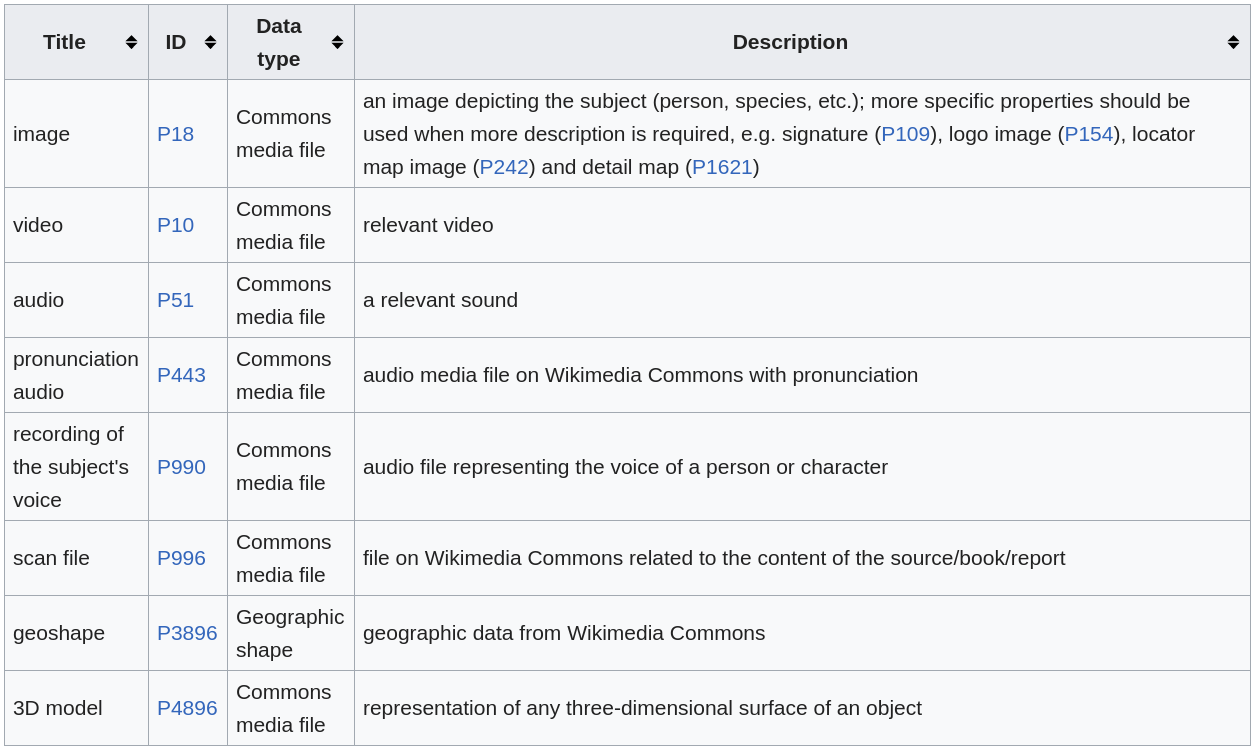 Title ID Data type Description
image P18 Commons media file an image depicting the subject (person, species, etc.); more specific properties should be
used when more description is required, e.g. signature (P109), logo image (P154), locator
map image (P242) and detail map (P1621)
video P10 Commons media file relevant video
audio P51 Commons media file a relevant sound
pronunciation audio P443 Commons media file audio media file on Wikimedia Commons with pronunciation
recording of the subject's voice P990 Commons media file audio file representing the voice of a person or character
scan file P996 Commons media file file on Wikimedia Commons related to the content of the source/book/report
geoshape P3896 Geographic shape geographic data from Wikimedia Commons
3D model P4896 Commons media file representation of any three-dimensional surface of an object